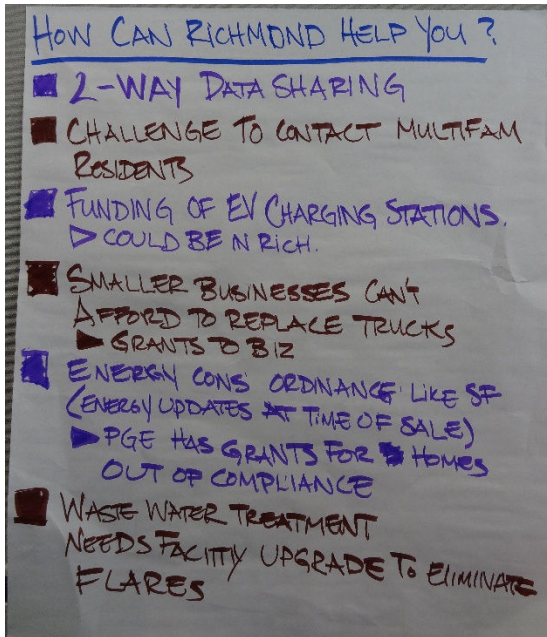 HOW CAN RICHMOND HELP YOU?
2-WAY DATA SHARING
CHALLENGE TO CONTACT MULTIFAM
RESIDENTS
FUNDING OF EV CHARGING STATIONS.
▷ COULD BE N RICH.
SMALLER BUSINESSES CAN'T
AFFORD TO REPLACE TRUCKS
▶ GRANTS TO BIZ
ENERGY CONS ORDINANCE LIKE SF
(ENERGY UPDATES AT TIME OF SALE)
▶ PGE HAS GRANTS FOR HOMES
OUT OF COMPLIANCE
WASTE WATER TREATMENT
NEEDS FACITIY UPGRADE TO ELIMINATE
FLARES